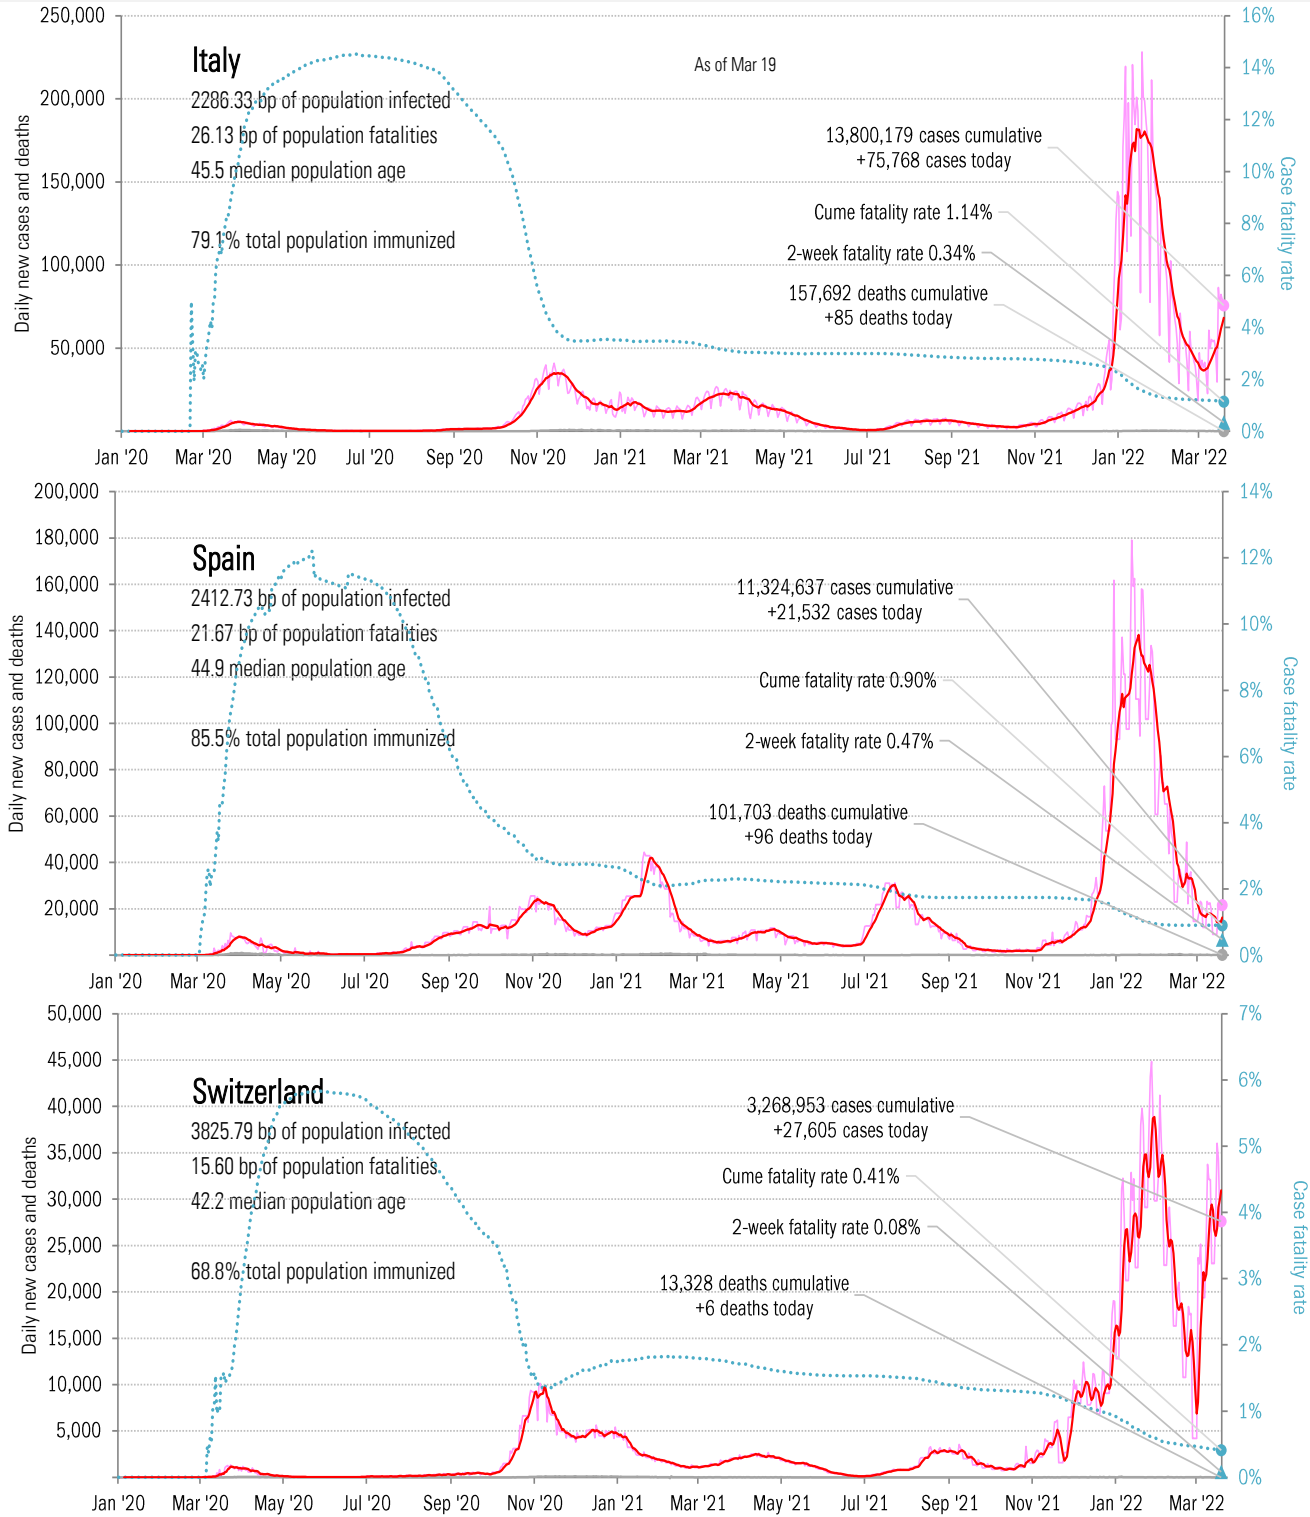 250,000
16%
Italy
As of Mar 19
14%
2286.33 bp of population infected
200,000
12%
26.13 bp of population fatalities
13,800,179 cases cumulative
+75,768 cases today
45.5 median population age
150,000
10%
Cume fatality rate 1.14%
8%
79.1% total population immunized
2-week fatality rate 0.34%
100,000
6%
157,692 deaths cumulative
+85 deaths today
4%
50,000
2%
0%
Daily new cases and deaths
Case fatality rate
Jan '20 Mar '20 May '20 Jul '20 Sep '20 Nov '20 Jan '21 Mar '21 May '21 Jul '21 Sep '21 Nov '21 Jan '22 Mar '22
200,000
14%
180,000
Spain
12%
160,000
2412.73 bp of population infected
11,324,637 cases cumulative
+21,532 cases today
140,000
21.67 bp of population fatalities
10%
44.9 median population age
120,000
Cume fatality rate 0.90%
8%
100,000
85.5% total population immunized
2-week fatality rate 0.47%
6%
80,000
60,000
101,703 deaths cumulative
+96 deaths today
4%
40,000
2%
20,000
0%
Daily new cases and deaths
Case fatality rate
Jan '20 Mar '20 May '20 Jul '20 Sep '20 Nov '20 Jan '21 Mar '21 May '21 Jul '21 Sep '21 Nov '21 Jan '22 Mar '22
50,000
7%
45,000
Switzerland
6%
40,000
3,268,953 cases cumulative
+27,605 cases today
3825.79 bp of population infected
5%
35,000
15.60 bp of population fatalities
Cume fatality rate 0.41%
30,000
42.2 median population age
4%
2-week fatality rate 0.08%
25,000
68.8% total population immunized
3%
20,000
13,328 deaths cumulative
+6 deaths today
15,000
2%
10,000
1%
5,000
0%
Daily new cases and deaths
Case fatality rate
Jan '20 Mar '20 May '20 Jul '20 Sep '20 Nov '20 Jan '21 Mar '21 May '21 Jul '21 Sep '21 Nov '21 Jan '22 Mar '22